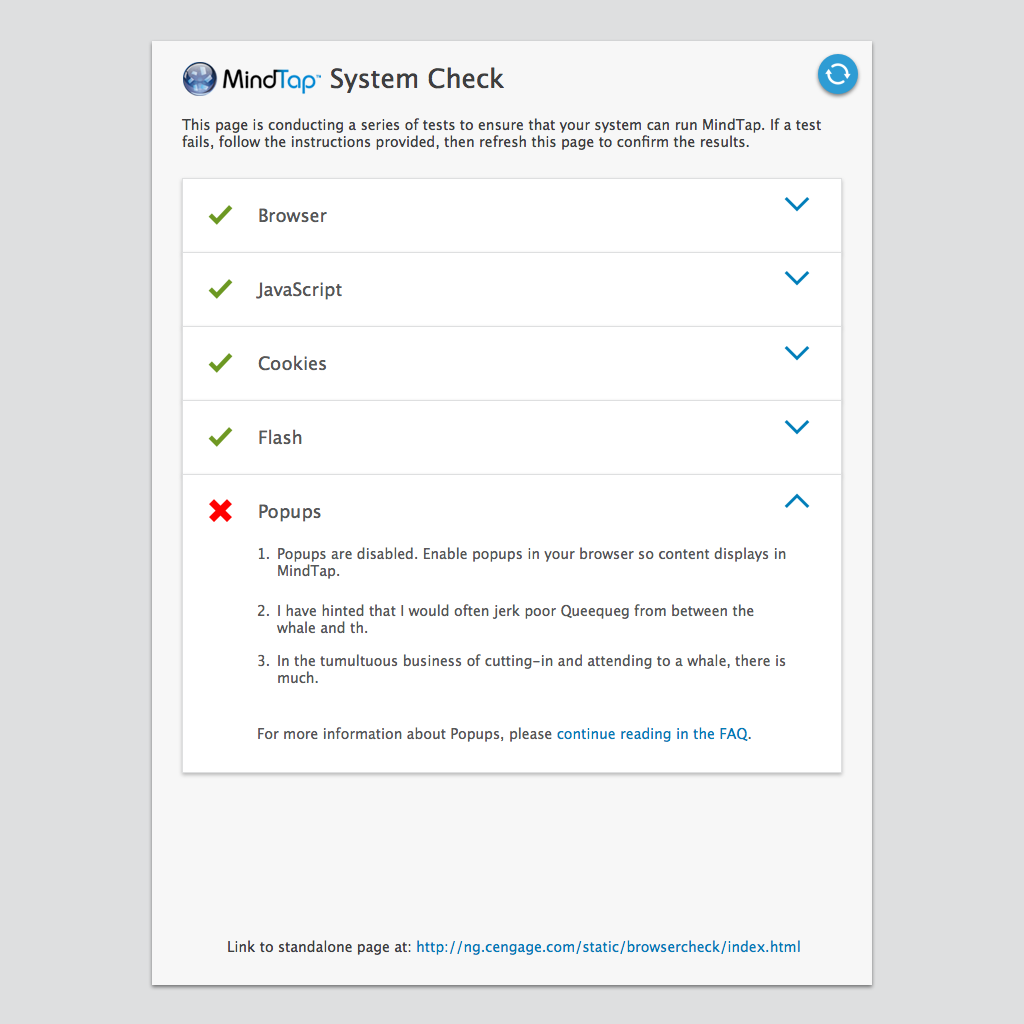 MindTap™ System Check
This page is conducting a series of tests to ensure that your system can run MindTap. If a test
fails, follow the instructions provided, then refresh this page to confirm the results.
Browser
JavaScript
Cookies
Flash
Popups
1. Popups are disabled. Enable popups in your browser so content displays in
MindTap.
2. I have hinted that I would often jerk poor Queequeg from between the
whale and th.
3. In the tumultuous business of cutting-in and attending to a whale, there is
much.
For more information about Popups, please continue reading in the FAQ.
Link to standalone page at: http://ng.cengage.com/static/browsercheck/index.html